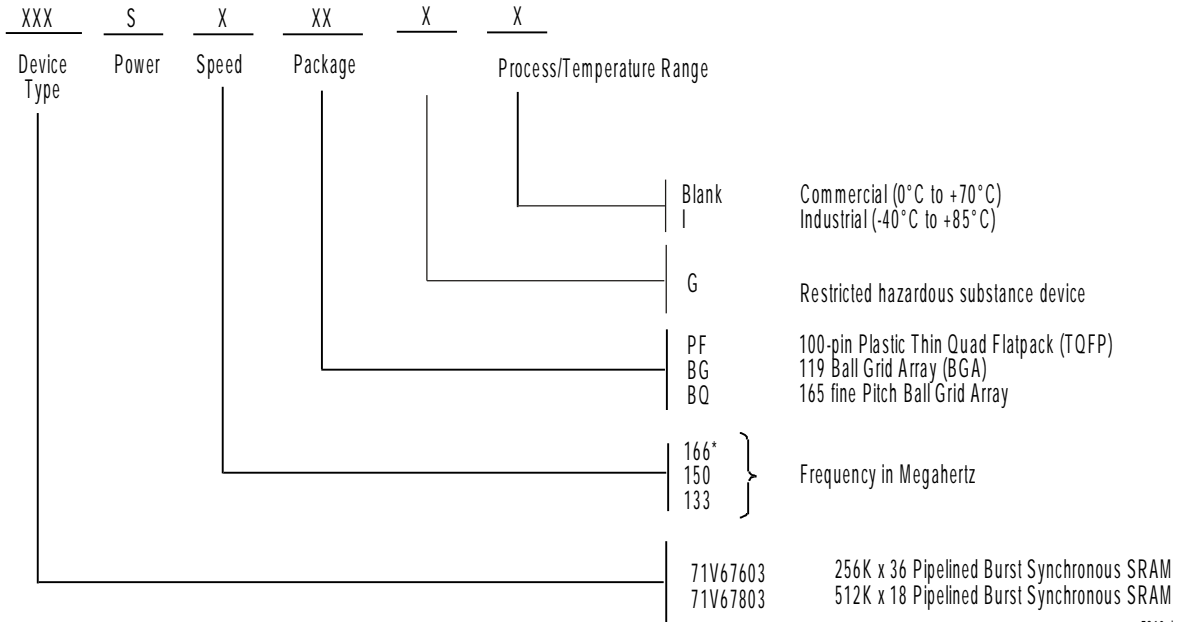 XXX S X XX X X
Device Type Power Speed Package Process/Temperature Range
Blank Commercial (0°C to +70°C)
I Industrial (-40°C to +85°C)
G Restricted hazardous substance device
PF 100-pin Plastic Thin Quad Flatpack (TQFP)
BG 119 Ball Grid Array (BGA)
BQ 165 fine Pitch Ball Grid Array
166*
150 Frequency in Megahertz
133
71V67603 256K x 36 Pipelined Burst Synchronous SRAM
71V67803 512K x 18 Pipelined Burst Synchronous SRAM